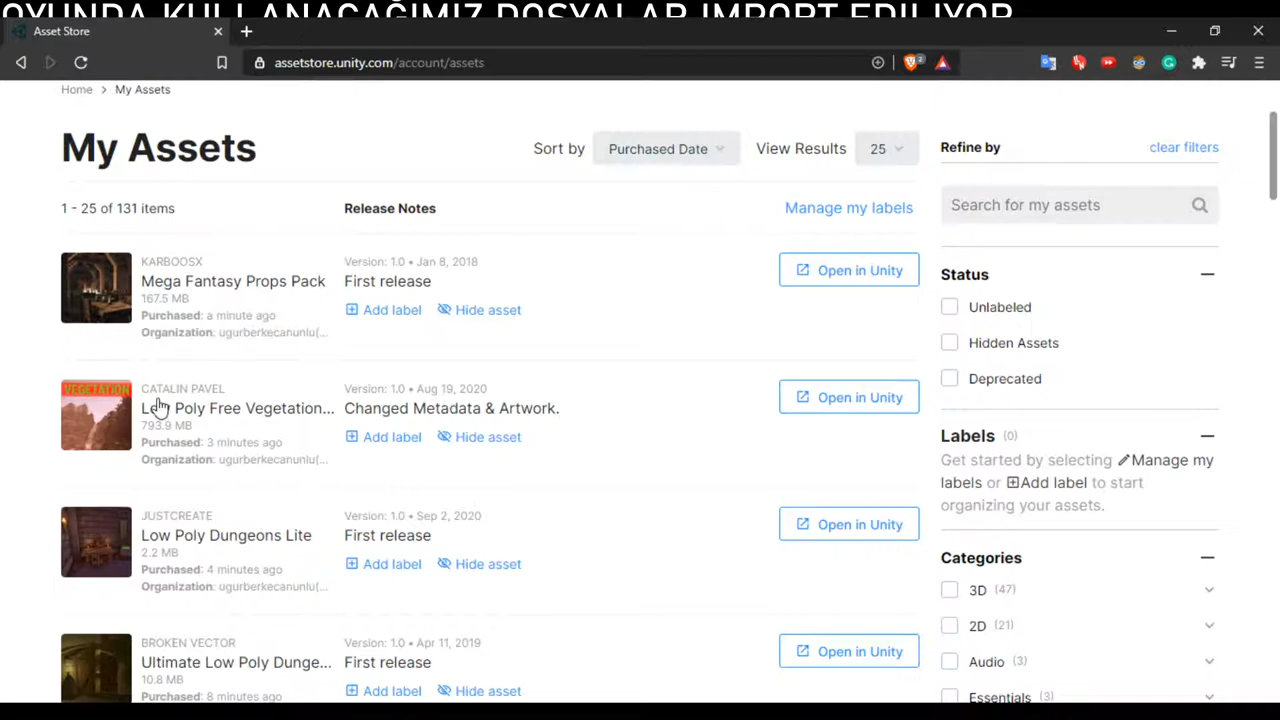 OYUNDA KULLANACAĞIMIZ DOSYALAR IMPORT EDILIYOR
Asset Store
assetstore.unity.com/account/assets
2
Home > My Assets
My Assets
Sort by
Purchased Date
View Results
25
Refine by
clear filters
1 - 25 of 131 items
Release Notes
Manage my labels
Search for my assets
KARBOOSX
Mega Fantasy Props Pack
167.5 MB
Purchased: a minute ago
Organization: ugurberkecanunlu(...
Version: 1.0 • Jan 8, 2018
First release
Add label
Hide asset
Open in Unity
VEGETATION
CATALIN PAVEL
Low Poly Free Vegetation...
793.9 MB
Purchased: 3 minutes ago
Organization: ugurberkecanunlu(...
Version: 1.0 • Aug 19, 2020
Changed Metadata & Artwork.
Add label
Hide asset
Open in Unity
JUSTCREATE
Low Poly Dungeons Lite
2.2 MB
Purchased: 4 minutes ago
Organization: ugurberkecanunlu(...
Version: 1.0 • Sep 2, 2020
First release
Add label
Hide asset
Open in Unity
BROKEN VECTOR
Ultimate Low Poly Dunge...
10.8 MB
Purchased: 8 minutes ago
Version: 1.0 • Apr 11, 2019
First release
Add label
Hide asset
Open in Unity
Status
Unlabeled
Hidden Assets
Deprecated
Labels (0)
Get started by selecting Manage my
labels or Add label to start
organizing your assets.
Categories
3D (47)
2D (21)
Audio (3)
Essentials (3)